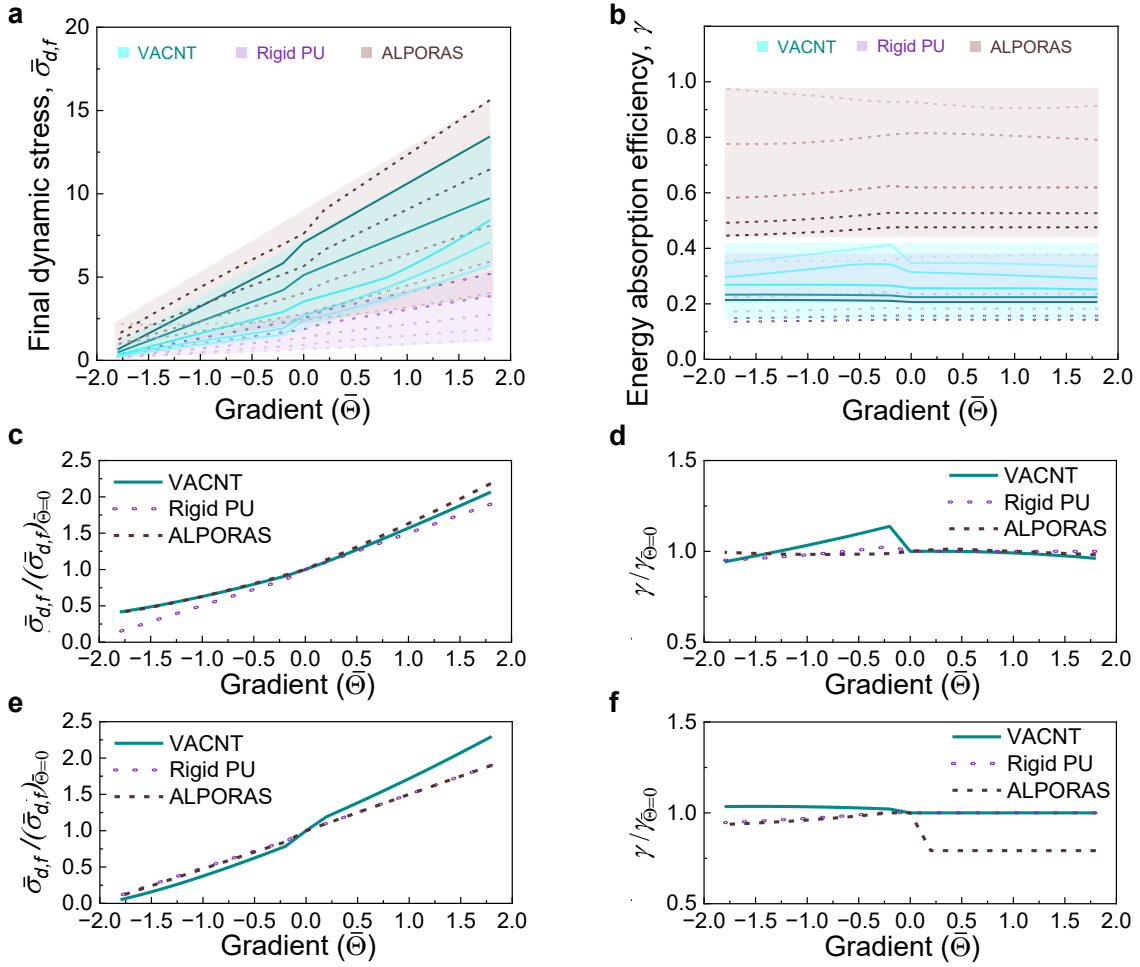 a
Final dynamic stress, σ̄d,f
20
15
10
5
0
VACNT
Rigid PU
ALPORAS
−2.0 −1.5 −1.0 −0.5 0.0 0.5 1.0 1.5 2.0
Gradient (Θ̄)
b
Energy absorption efficiency, γ
1.0
0.8
0.6
0.4
0.2
0.0
VACNT
Rigid PU
ALPORAS
−2.0 −1.5 −1.0 −0.5 0.0 0.5 1.0 1.5 2.0
Gradient (Θ̄)
c
σ̄d,f /(σ̄d,f)Θ̄=0
2.5
2.0
1.5
1.0
0.5
0.0
VACNT
Rigid PU
ALPORAS
−2.0 −1.5 −1.0 −0.5 0.0 0.5 1.0 1.5 2.0
Gradient (Θ̄)
d
γ/γΘ̄=0
1.5
1.0
0.5
VACNT
Rigid PU
ALPORAS
−2.0 −1.5 −1.0 −0.5 0.0 0.5 1.0 1.5 2.0
Gradient (Θ̄)
e
σ̄d,f /(σ̄d,f)Θ̄=0
2.5
2.0
1.5
1.0
0.5
0.0
VACNT
Rigid PU
ALPORAS
−2.0 −1.5 −1.0 −0.5 0.0 0.5 1.0 1.5 2.0
Gradient (Θ̄)
f
γ/γΘ̄=0
1.5
1.0
0.5
VACNT
Rigid PU
ALPORAS
−2.0 −1.5 −1.0 −0.5 0.0 0.5 1.0 1.5 2.0
Gradient (Θ̄)